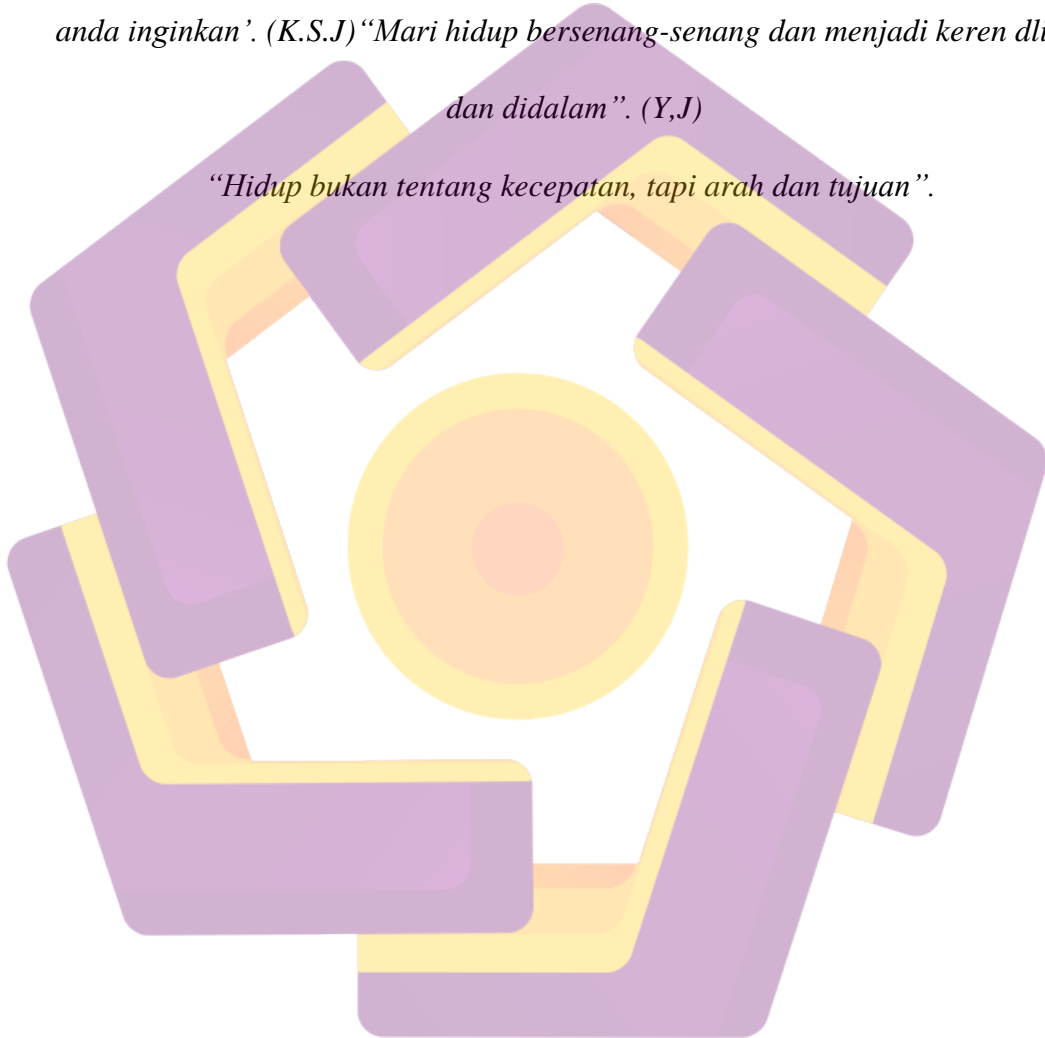 anda inginkan’. (K.S.J)“Mari hidup bersenang-senang dan menjadi keren
dan didalam”. (Y,J)
“Hidup bukan tentang kecepatan, tapi arah dan tujuan”.